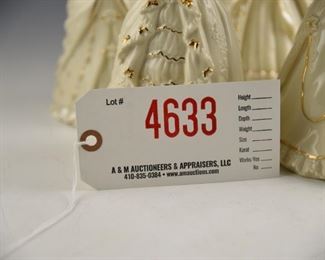 Lot #
4633
Height
Length
Depth
Weight
Size
Karat
Works: Yes
No
A & M AUCTIONEERS & APPRAISERS, LLC
410-835-0384 • www.amauctions.com